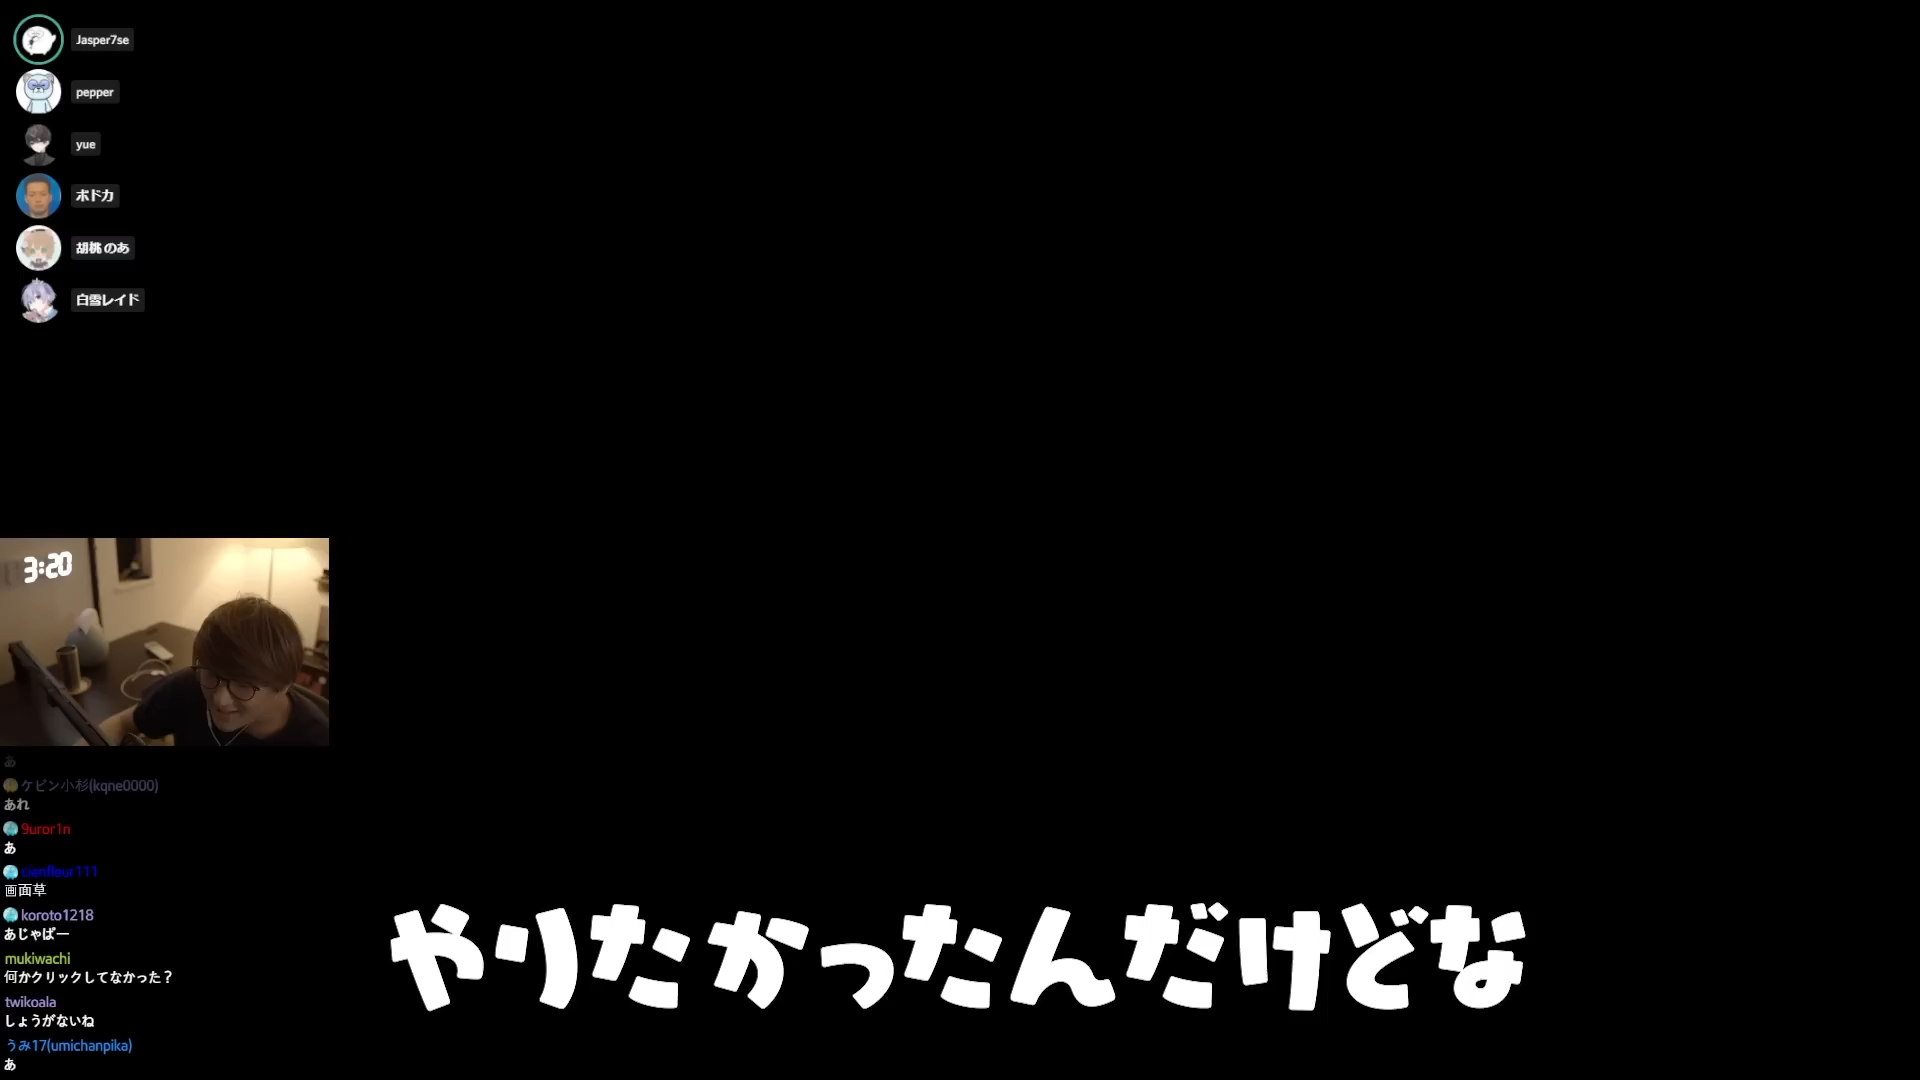 Jasper7se
pepper
yue
ボドカ
胡桃 のあ
白雪レイド
3:20
あ
ケビン小杉(kqne0000)
あれ
9uror1n
あ
画面草
koroto1218
あじゃぱー
mukiwachi
何かクリックしてなかった？
twikoala
しょうがないね
うみ17(umichanpika)
あ
やりたかったんだけどな